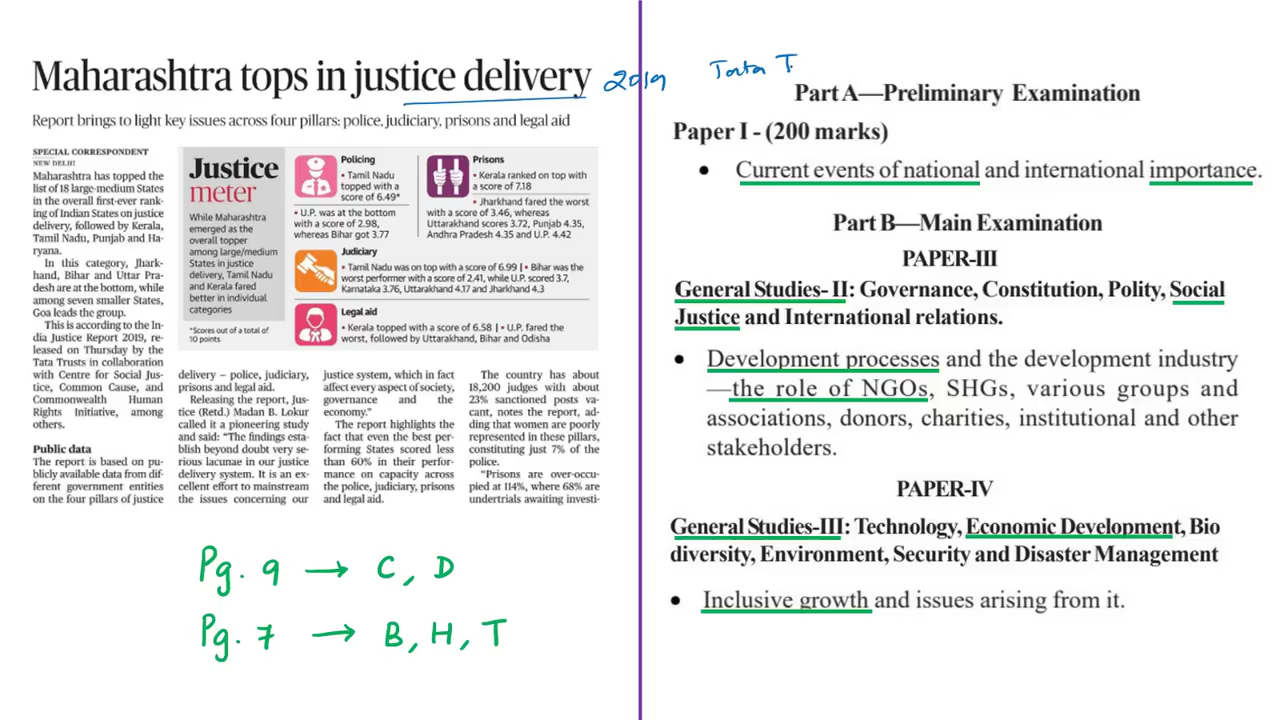 Maharashtra tops in justice delivery
2019
Report brings to light key issues across four pillars: police, judiciary, prisons and legal aid
SPECIAL CORRESPONDENT
NEW DELHI
Maharashtra has topped the
list of 18 large-medium States
in the overall first-ever rank-
ing of Indian States on justice
delivery, followed by Kerala,
Tamil Nadu, Punjab and Ha-
ryana.
In this category, Jhark-
hand, Bihar and Uttar Pra-
desh are at the bottom, while
among seven smaller States,
Goa leads the group.
This is according to the In-
dia Justice Report 2019, re-
leased on Thursday by the
Tata Trusts in collaboration
with Centre for Social Jus-
tice, Common Cause, and
Commonwealth Human
Rights Initiative, among
others.
Public data
The report is based on pu-
blicly available data from dif-
ferent government entities
on the four pillars of justice
Justice
meter
While Maharashtra
emerged as the
overall topper
among large/medium
States in justice
delivery, Tamil Nadu
and Kerala fared
better in individual
categories
*Scores out of a total of
10 points
Policing
• Tamil Nadu
topped with a
score of 6.49*
• U.P. was at the bottom
with a score of 2.98,
whereas Bihar got 3.77
Prisons
• Kerala ranked on top with
a score of 7.18
• Jharkhand fared the worst
with a score of 3.46, whereas
Uttarakhand scores 3.72, Punjab 4.35,
Andhra Pradesh 4.35 and U.P. 4.42
Judiciary
• Tamil Nadu was on top with a score of 6.99 | • Bihar was the
worst performer with a score of 2.41, while U.P. scored 3.7,
Karnataka 3.76, Uttarakhand 4.17 and Jharkhand 4.3
Legal aid
• Kerala topped with a score of 6.58 | • U.P. fared the
worst, followed by Uttarakhand, Bihar and Odisha
delivery – police, judiciary,
prisons and legal aid.
Releasing the report, Jus-
tice (Retd.) Madan B. Lokur
called it a pioneering study
and said: “The findings esta-
blish beyond doubt very se-
rious lacunae in our justice
delivery system. It is an ex-
cellent effort to mainstream
the issues concerning our
justice system, which in fact
affect every aspect of society,
governance and the
economy.”
The report highlights the
fact that even the best per-
forming States scored less
than 60% in their perfor-
mance on capacity across
the police, judiciary, prisons
and legal aid.
The country has about
18,200 judges with about
23% sanctioned posts va-
cant, notes the report, ad-
ding that women are poorly
represented in these pillars,
constituting just 7% of the
police.
“Prisons are over-occu-
pied at 114%, where 68% are
undertrials awaiting investi-
Pg. 9 → C, D
Pg. 7 → B, H, T
Tata T.
Part A—Preliminary Examination
Paper I - (200 marks)
• Current events of national and international importance.
Part B—Main Examination
PAPER-III
General Studies- II: Governance, Constitution, Polity, Social
Justice and International relations.
• Development processes and the development industry
—the role of NGOs, SHGs, various groups and
associations, donors, charities, institutional and other
stakeholders.
PAPER-IV
General Studies-III: Technology, Economic Development, Bio
diversity, Environment, Security and Disaster Management
• Inclusive growth and issues arising from it.